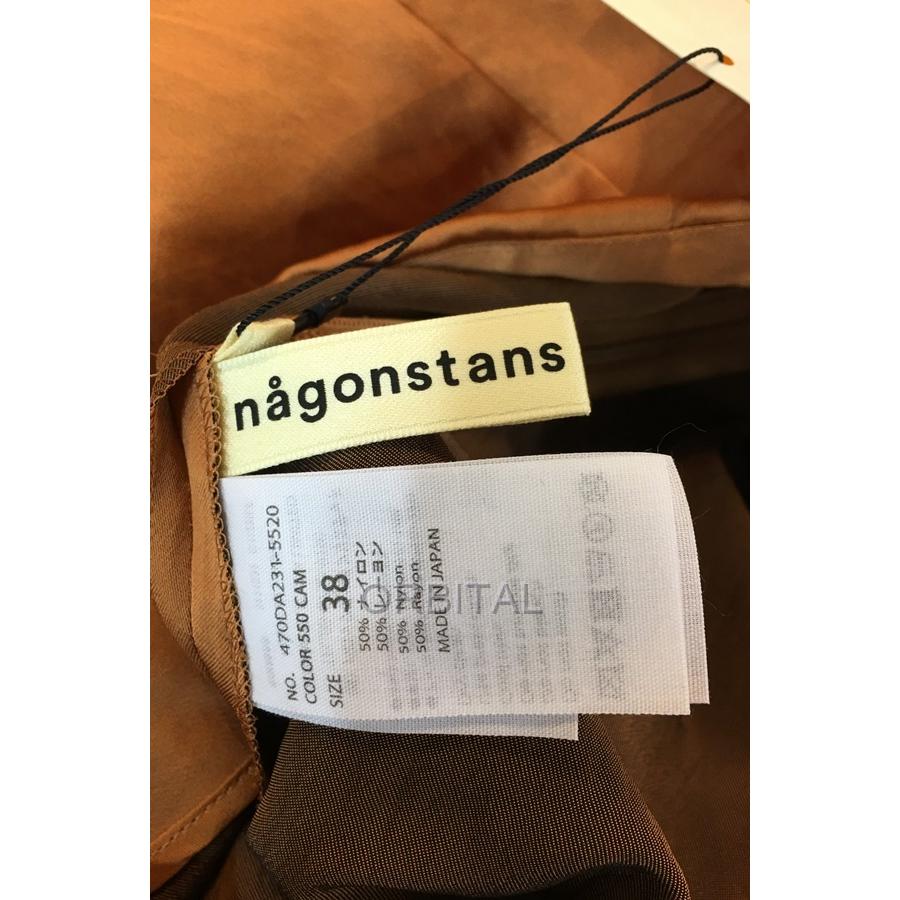 någonstans
NO. 470DA231-5520
COLOR 550 CAM
SIZE 38
50% ナイロン
50% レーヨン
50% Nylon
50% Rayon
MADE IN JAPAN
ORBITAL